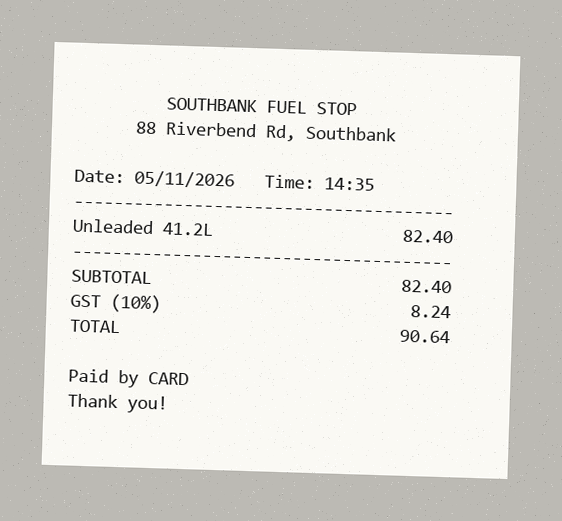 SOUTHBANK FUEL STOP
88 Riverbend Rd, Southbank
Date: 05/11/2026   Time: 14:35
--------------------------------------
Unleaded 41.2L                   82.40
--------------------------------------
SUBTOTAL                         82.40
GST (10%)                         8.24
TOTAL                            90.64
Paid by CARD
Thank you!